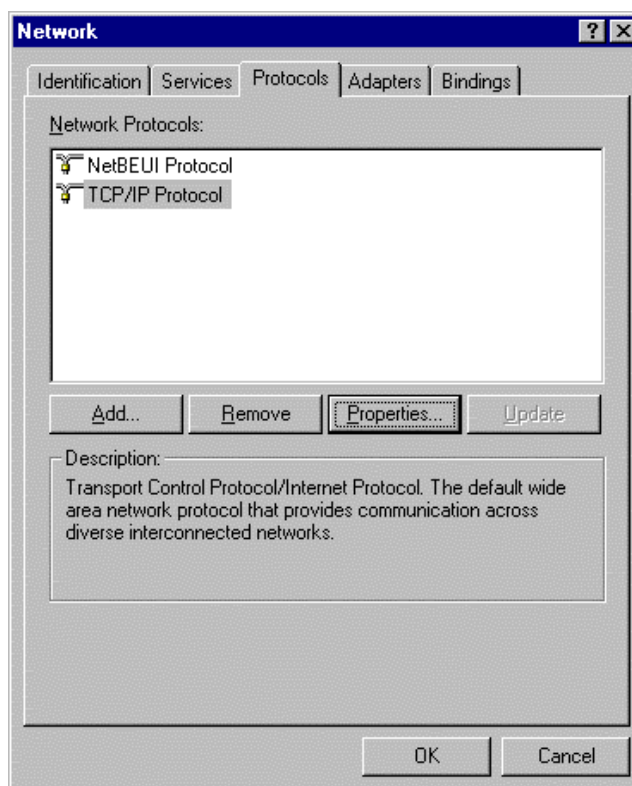 Network
Identification Services Protocols Adapters Bindings
Network Protocols:
NetBEUI Protocol
TCP/IP Protocol
Add... Remove Properties... Update
Description:
Transport Control Protocol/Internet Protocol. The default wide
area network protocol that provides communication across
diverse interconnected networks.
OK Cancel